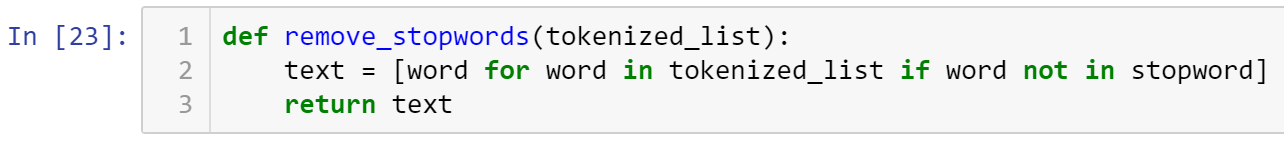 In [23]:
1 def remove_stopwords(tokenized_list):
2     text = [word for word in tokenized_list if word not in stopword]
3     return text